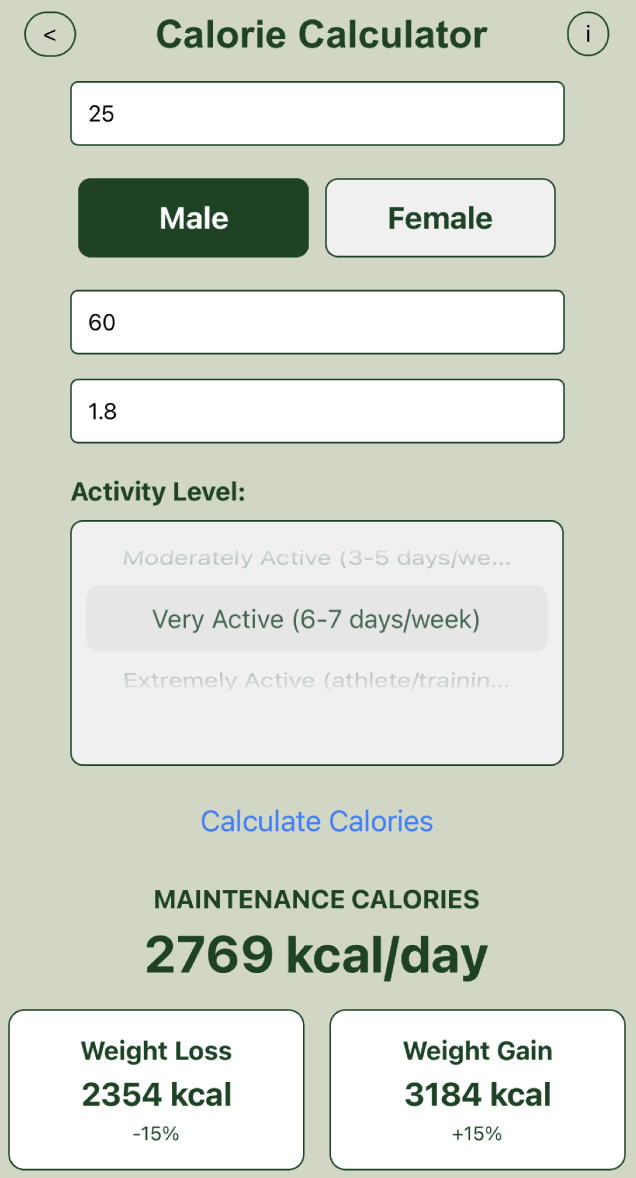 <
Calorie Calculator
i
25
Male
Female
60
1.8
Activity Level:
Moderately Active (3-5 days/we...
Very Active (6-7 days/week)
Extremely Active (athlete/trainin...
Calculate Calories
MAINTENANCE CALORIES
2769 kcal/day
Weight Loss
2354 kcal
-15%
Weight Gain
3184 kcal
+15%